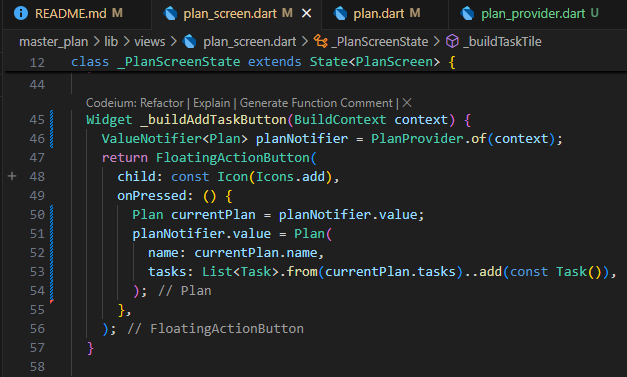 README.md M plan_screen.dart M plan.dart M plan_provider.dart U
master_plan > lib > views > plan_screen.dart > _PlanScreenState > _buildTaskTile
12 class _PlanScreenState extends State<PlanScreen> {
44
Codeium: Refactor | Explain | Generate Function Comment | ✕
45 Widget _buildAddTaskButton(BuildContext context) {
46 ValueNotifier<Plan> planNotifier = PlanProvider.of(context);
47 return FloatingActionButton(
48 child: const Icon(Icons.add),
49 onPressed: () {
50 Plan currentPlan = planNotifier.value;
51 planNotifier.value = Plan(
52 name: currentPlan.name,
53 tasks: List<Task>.from(currentPlan.tasks)..add(const Task()),
54 ); // Plan
55 },
56 ); // FloatingActionButton
57 }
58